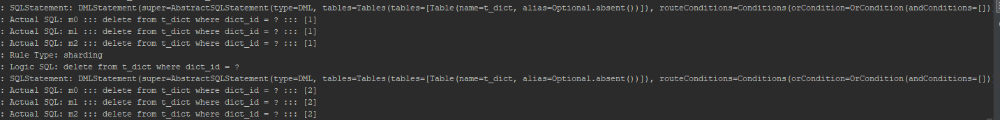 : SQLStatement: DMLStatement(super=AbstractSQLStatement(type=DML, tables=Tables(tables=[Table(name=t_dict, alias=Optional.absent())]), routeConditions=Conditions(orCondition=OrCondition(andConditions=[])
: Actual SQL: m0 ::: delete from t_dict where dict_id = ? ::: [1]
: Actual SQL: m1 ::: delete from t_dict where dict_id = ? ::: [1]
: Actual SQL: m2 ::: delete from t_dict where dict_id = ? ::: [1]
: Rule Type: sharding
: Logic SQL: delete from t_dict where dict_id = ?
: SQLStatement: DMLStatement(super=AbstractSQLStatement(type=DML, tables=Tables(tables=[Table(name=t_dict, alias=Optional.absent())]), routeConditions=Conditions(orCondition=OrCondition(andConditions=[])
: Actual SQL: m0 ::: delete from t_dict where dict_id = ? ::: [2]
: Actual SQL: m1 ::: delete from t_dict where dict_id = ? ::: [2]
: Actual SQL: m2 ::: delete from t_dict where dict_id = ? ::: [2]